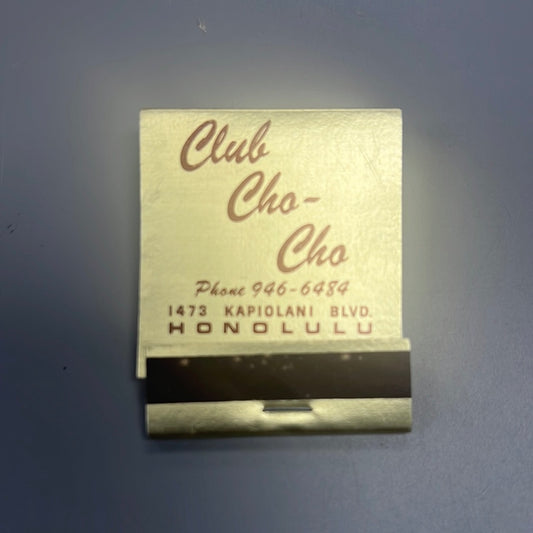 Club
Cho-
Cho
Phone 946-6484
1473 KAPIOLANI BLVD.
HONOLULU